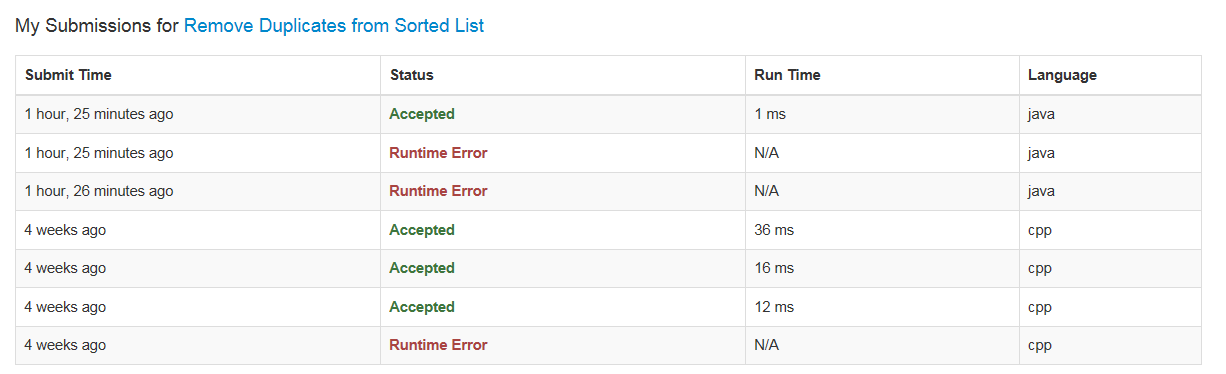 My Submissions for Remove Duplicates from Sorted List
Submit Time Status Run Time Language
1 hour, 25 minutes ago Accepted 1 ms java
1 hour, 25 minutes ago Runtime Error N/A java
1 hour, 26 minutes ago Runtime Error N/A java
4 weeks ago Accepted 36 ms cpp
4 weeks ago Accepted 16 ms cpp
4 weeks ago Accepted 12 ms cpp
4 weeks ago Runtime Error N/A cpp